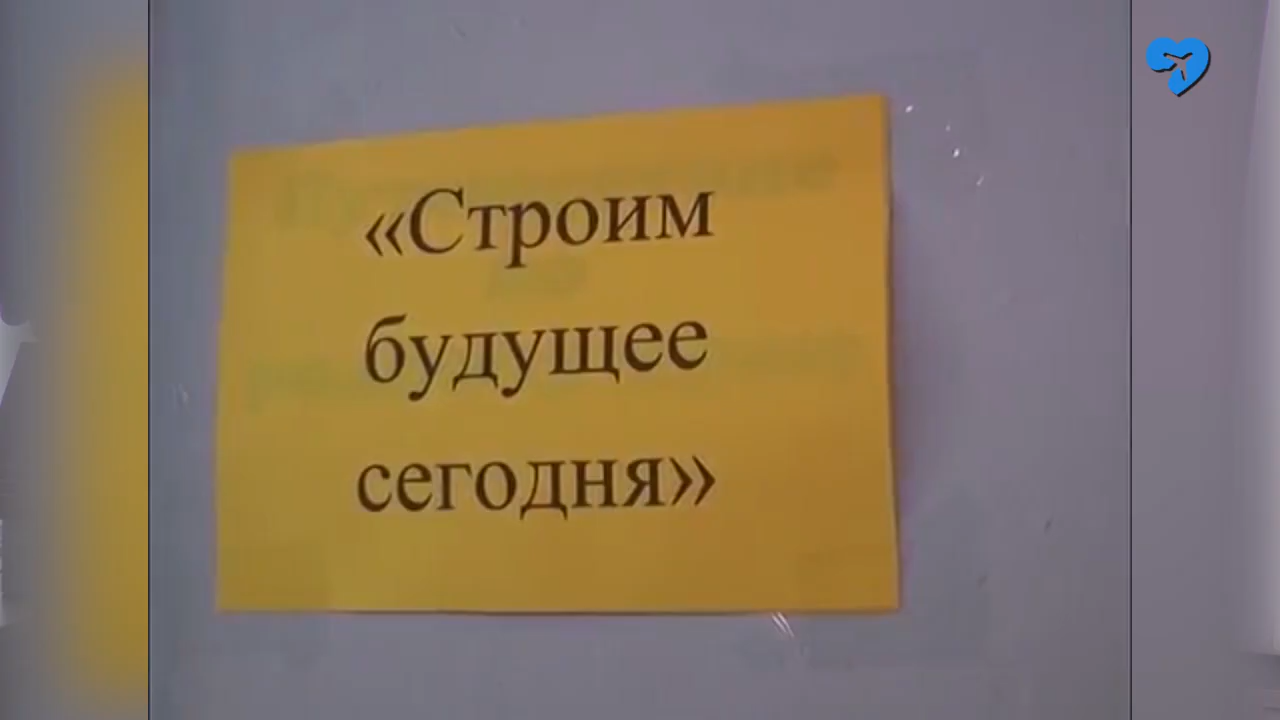 «Строим
будущее
сегодня»